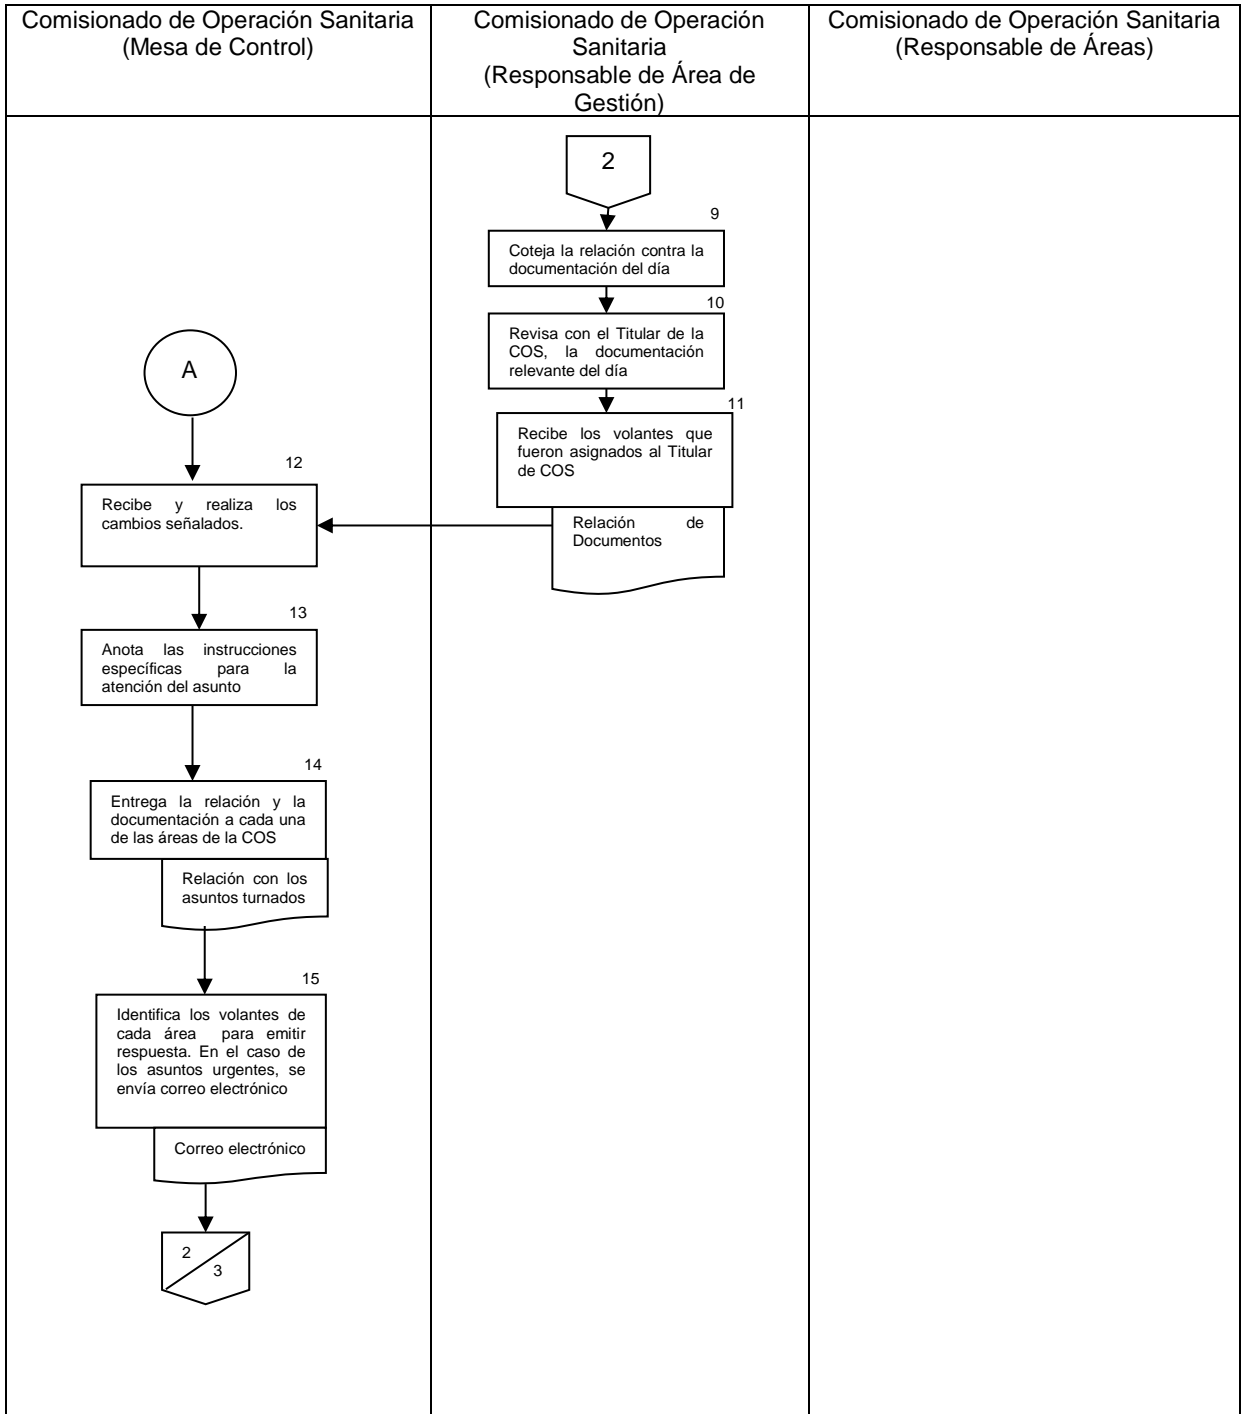 Comisionado de Operación Sanitaria
(Mesa de Control)
Comisionado de Operación
Sanitaria
(Responsable de Área de
Gestión)
Comisionado de Operación Sanitaria
(Responsable de Áreas)
2
9
Coteja la relación contra la
documentación del día
10
Revisa con el Titular de la
COS, la documentación
relevante del día
11
Recibe los volantes que
fueron asignados al Titular
de COS
Relación de
Documentos
A
12
Recibe y realiza los
cambios señalados.
13
Anota las instrucciones
específicas para la
atención del asunto
14
Entrega la relación y la
documentación a cada una
de las áreas de la COS
Relación con los
asuntos turnados
15
Identifica los volantes de
cada área para emitir
respuesta. En el caso de
los asuntos urgentes, se
envía correo electrónico
Correo electrónico
2
3